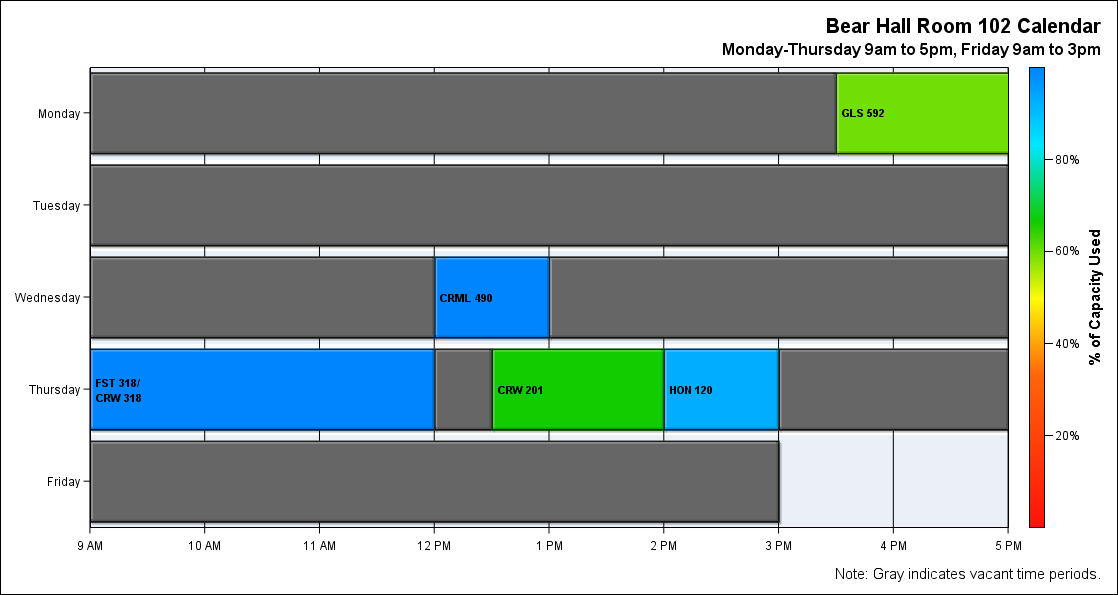 Bear Hall Room 102 Calendar
Monday-Thursday 9am to 5pm, Friday 9am to 3pm
Monday
GLS 592
Tuesday
Wednesday
CRML 490
Thursday
FST 318/
CRW 318
CRW 201
HON 120
Friday
9 AM
10 AM
11 AM
12 PM
1 PM
2 PM
3 PM
4 PM
5 PM
80%
60%
40%
20%
% of Capacity Used
Note: Gray indicates vacant time periods.